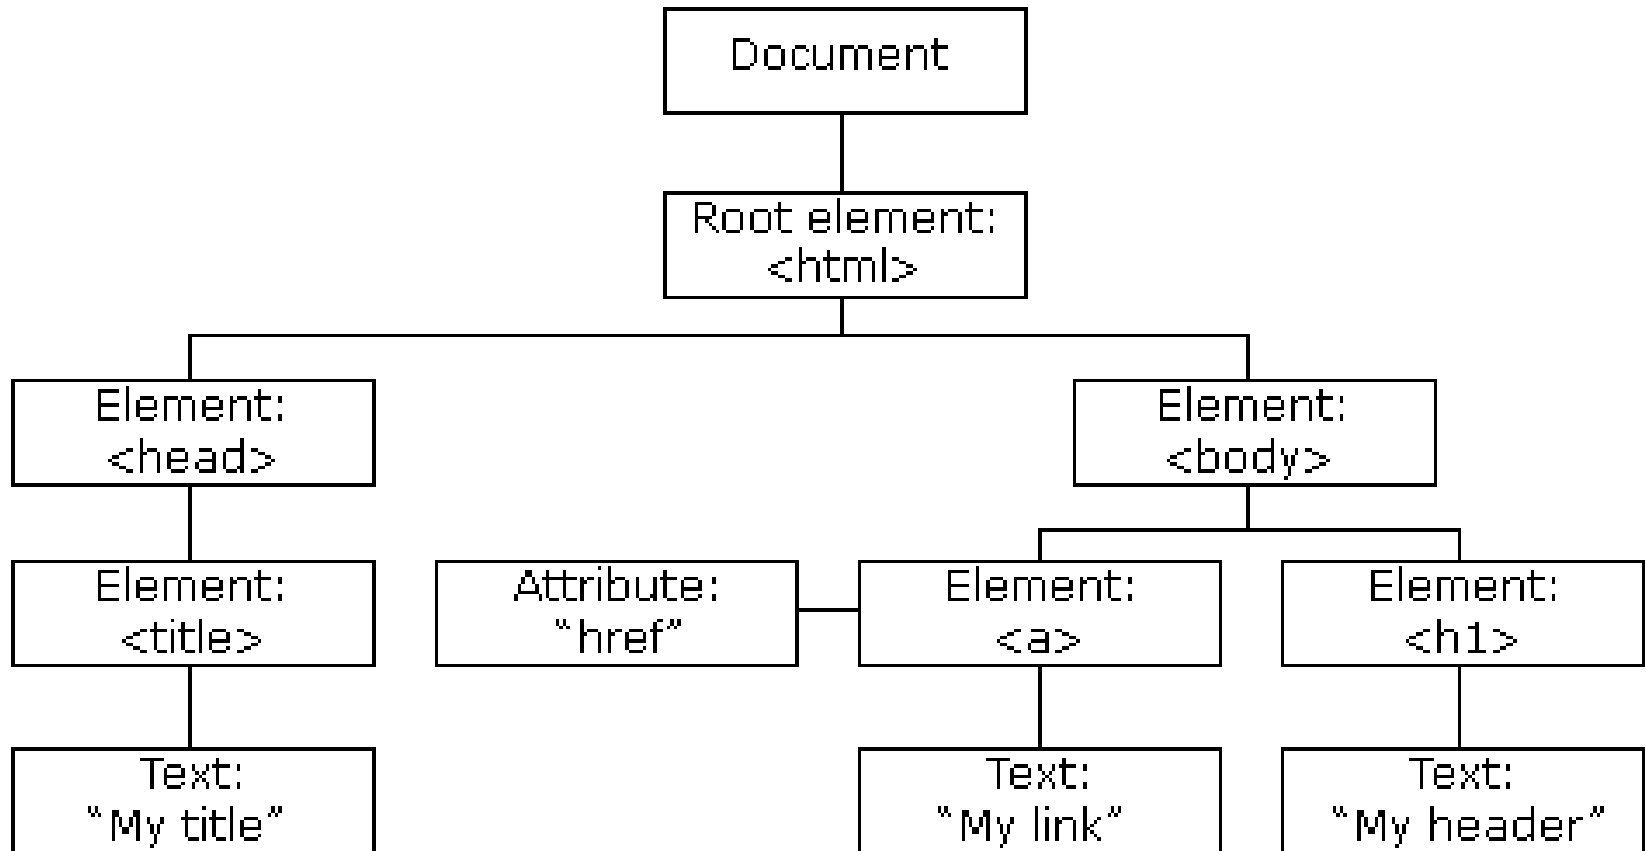 Document
Root element:
<html>
Element:
<head>
Element:
<body>
Element:
<title>
Attribute:
“href”
Element:
<a>
Element:
<h1>
Text:
“My title”
Text:
“My link”
Text:
“My header”